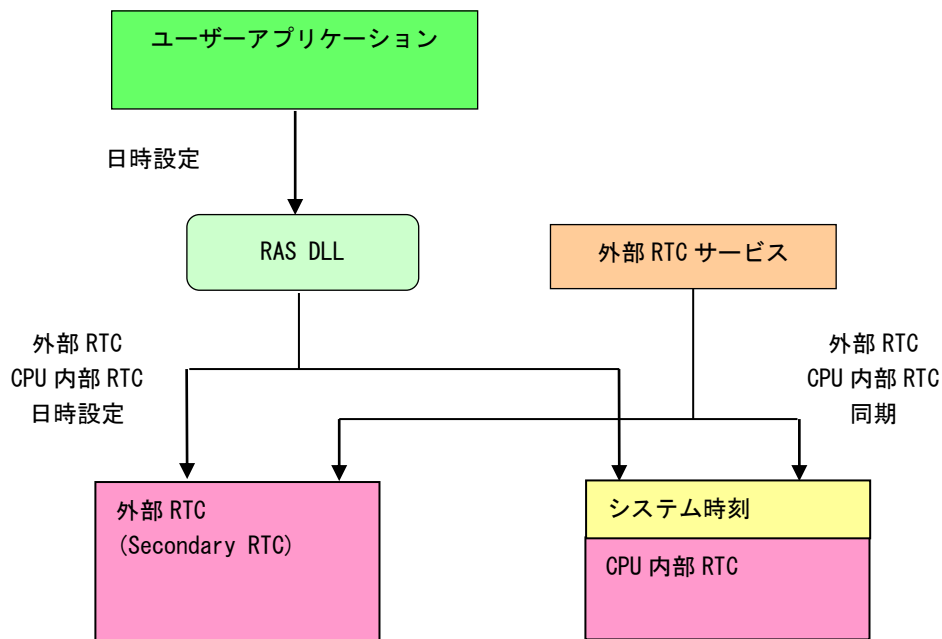 ユーザーアプリケーション
日時設定
RAS DLL
外部 RTC サービス
外部 RTC
CPU 内部 RTC
日時設定
外部 RTC
CPU 内部 RTC
同期
外部 RTC
(Secondary RTC)
システム時刻
CPU 内部 RTC